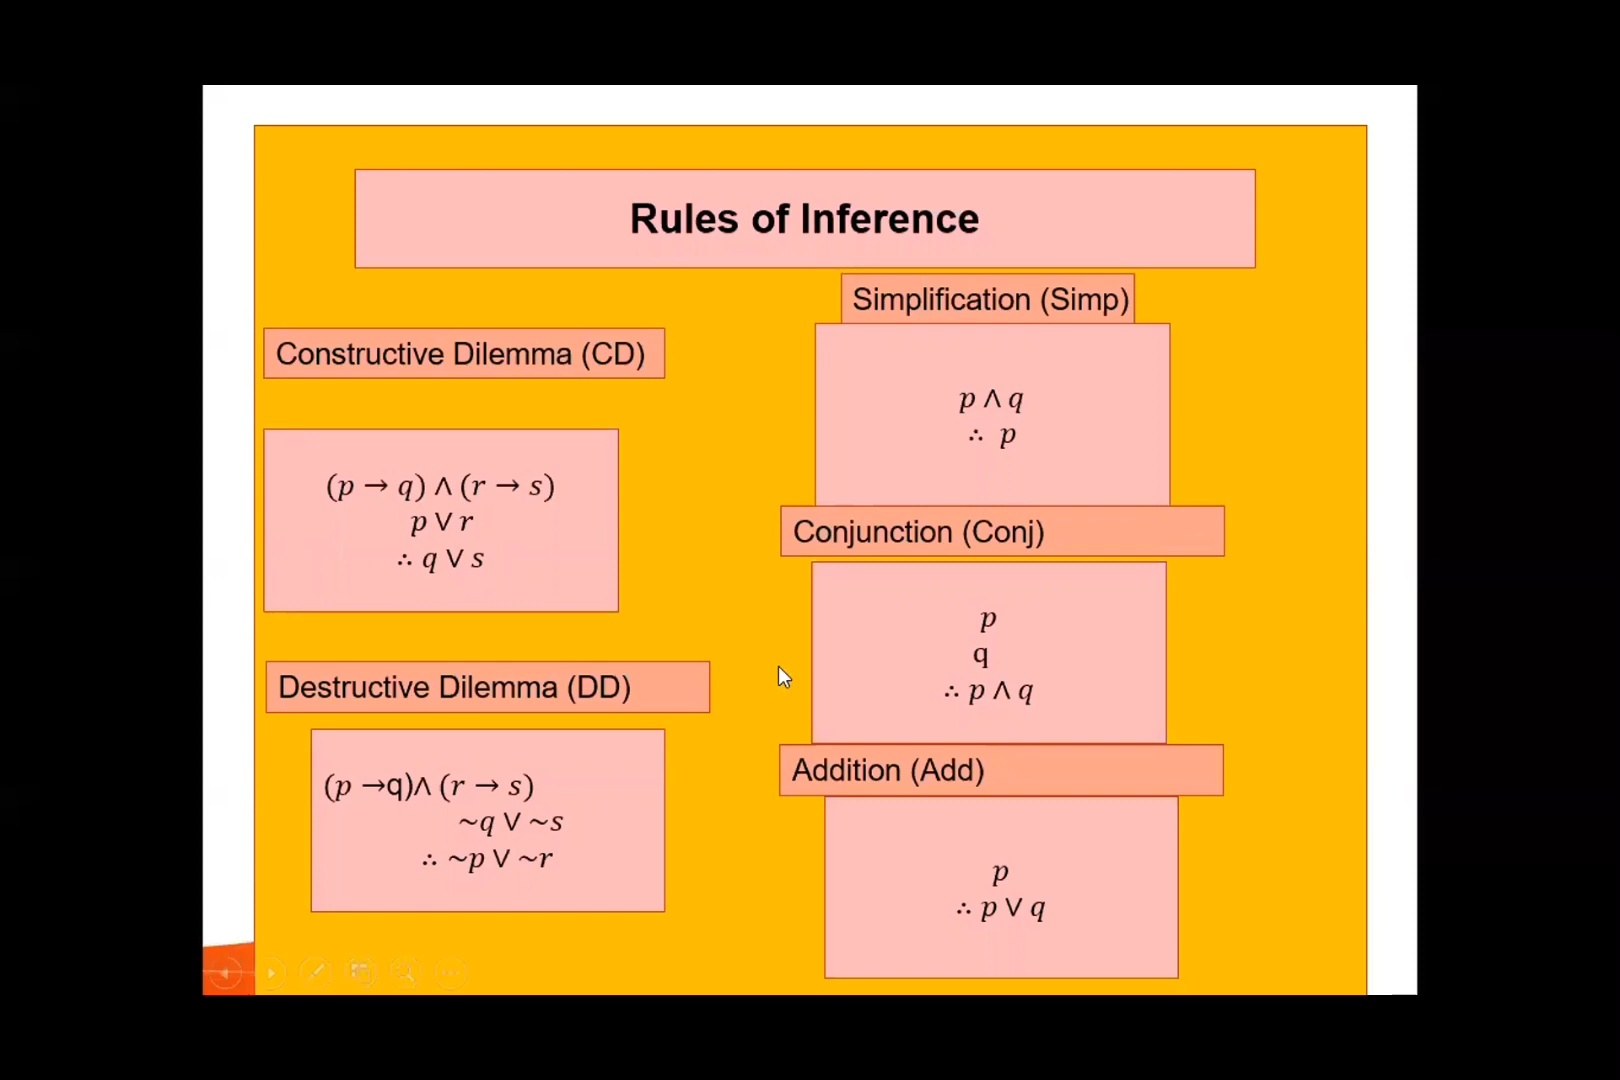 Rules of Inference
Constructive Dilemma (CD)
(p → q) ∧ (r → s)
p ∨ r
∴ q ∨ s
Destructive Dilemma (DD)
(p →q)∧ (r → s)
~q ∨ ~s
∴ ~p ∨ ~r
Simplification (Simp)
p ∧ q
∴ p
Conjunction (Conj)
p
q
∴ p ∧ q
Addition (Add)
p
∴ p ∨ q